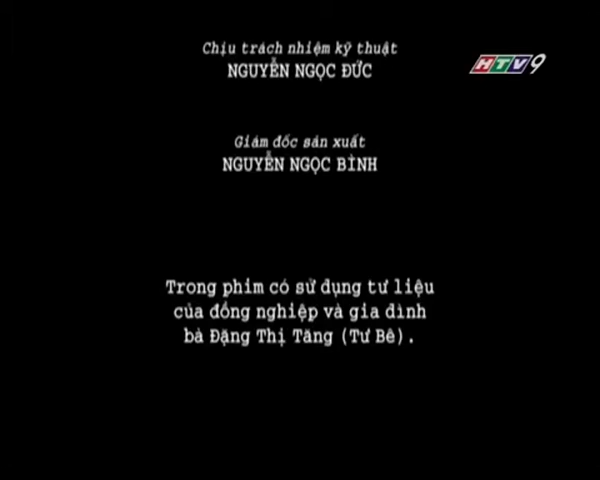 Chịu trách nhiệm kỹ thuật
NGUYỄN NGỌC ĐỨC
HTV9
Giám đốc sản xuất
NGUYỄN NGỌC BÌNH
Trong phim có sử dụng tư liệu
của đồng nghiệp và gia đình
bà Đặng Thị Tăng (Tư Bê).